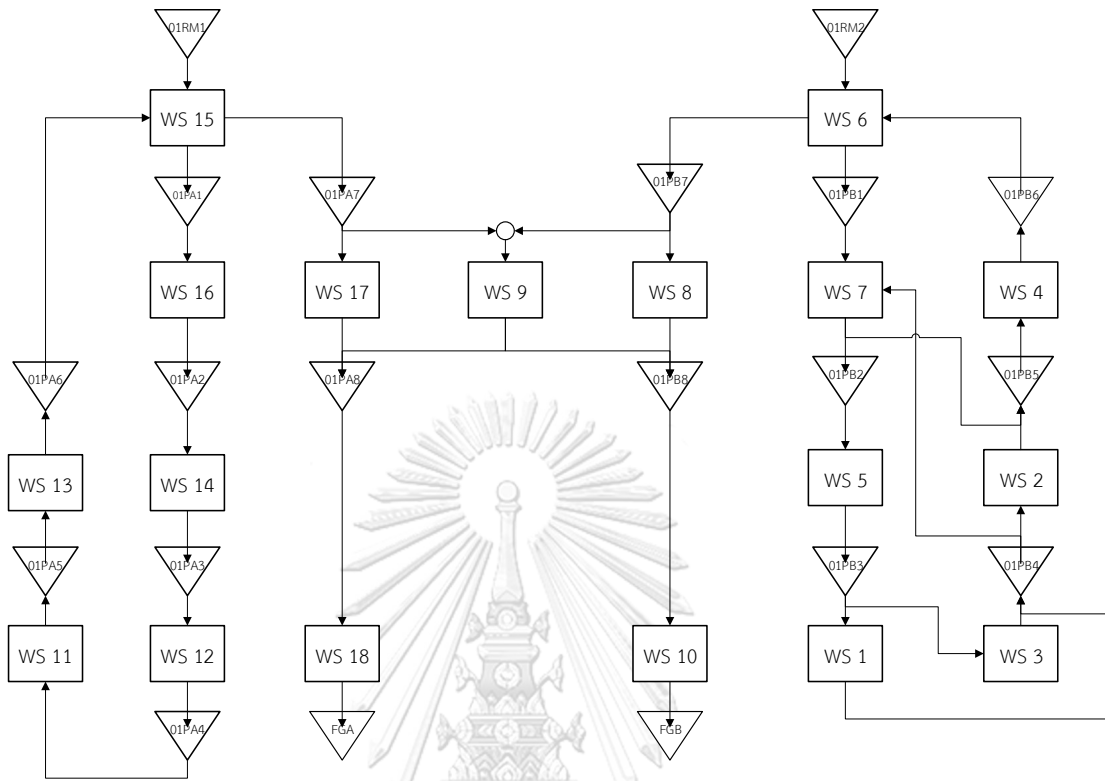 01RM1
01RM2
WS 15
WS 6
01PA1
01PA7
01PB7
01PB1
01PB6
WS 16
WS 17
WS 9
WS 8
WS 7
WS 4
01PA6
01PA2
01PA8
01PB8
01PB2
01PB5
WS 13
WS 14
WS 5
WS 2
01PA5
01PA3
01PB3
01PB4
WS 11
WS 12
WS 18
WS 10
WS 1
WS 3
01PA4
FGA
FGB